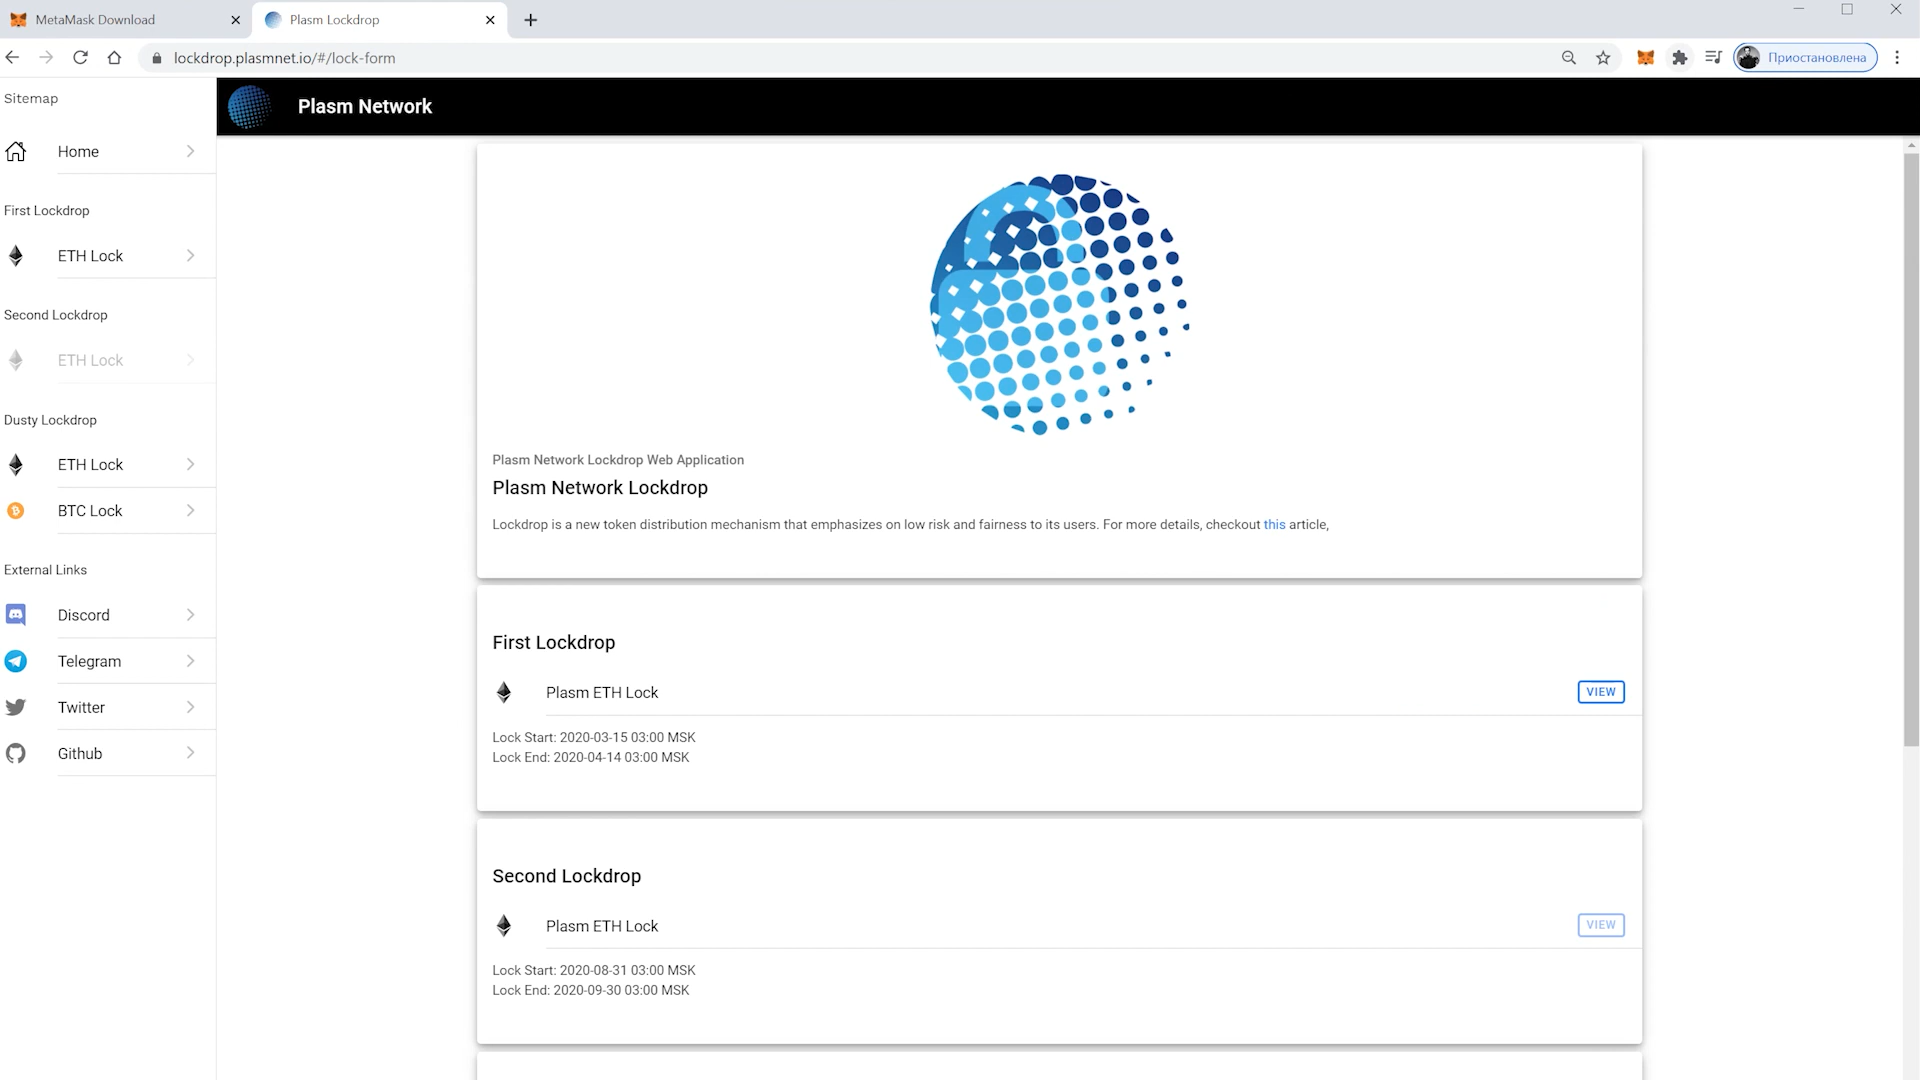 MetaMask Download
Plasm Lockdrop
lockdrop.plasmnet.io/#/lock-form
Приостановлена
Sitemap
Plasm Network
Home
First Lockdrop
ETH Lock
Second Lockdrop
ETH Lock
Dusty Lockdrop
ETH Lock
BTC Lock
External Links
Discord
Telegram
Twitter
Github
Plasm Network Lockdrop Web Application
Plasm Network Lockdrop
Lockdrop is a new token distribution mechanism that emphasizes on low risk and fairness to its users. For more details, checkout this article,
First Lockdrop
Plasm ETH Lock
VIEW
Lock Start: 2020-03-15 03:00 MSK
Lock End: 2020-04-14 03:00 MSK
Second Lockdrop
Plasm ETH Lock
VIEW
Lock Start: 2020-08-31 03:00 MSK
Lock End: 2020-09-30 03:00 MSK